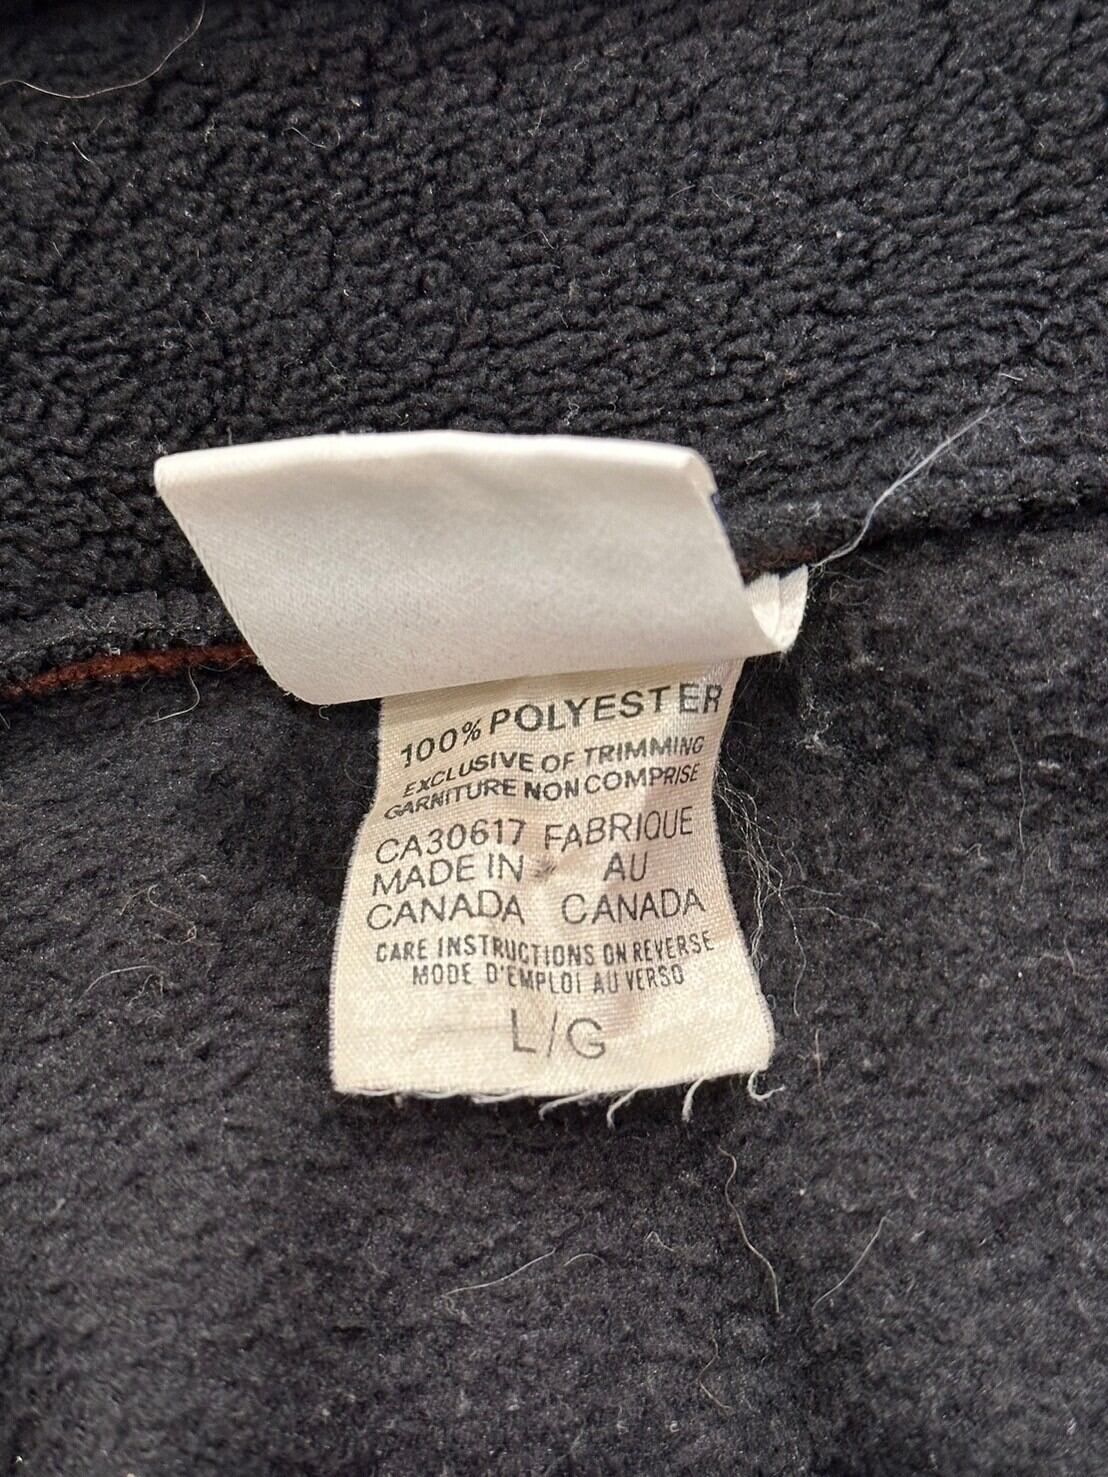 100% POLYESTER
EXCLUSIVE OF TRIMMING
GARNITURE NON COMPRISE
CA30617 FABRIQUE
MADE IN AU
CANADA CANADA
CARE INSTRUCTIONS ON REVERSE
MODE D'EMPLOI AU VERSO
L/G